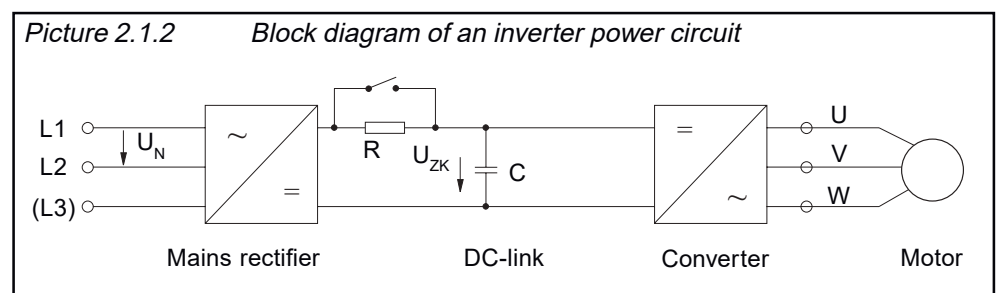 Picture 2.1.2 Block diagram of an inverter power circuit
L1
U_N
L2
(L3)
~
=
R
U_ZK
C
=
~
U
V
W
Mains rectifier DC-link Converter Motor